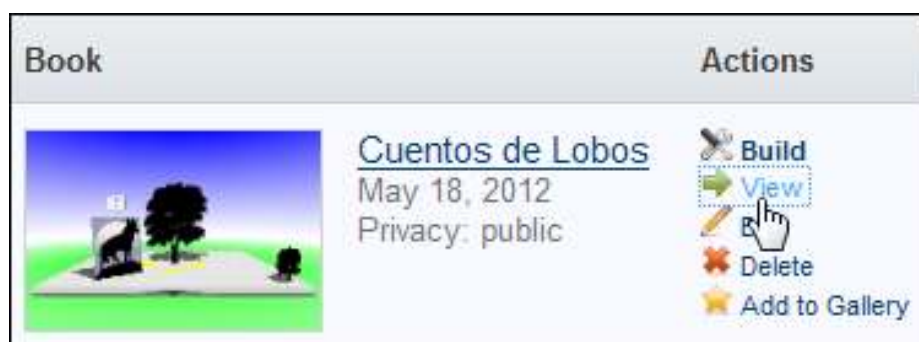 Book
Actions
Cuentos de Lobos
May 18, 2012
Privacy: public
Build
View
Delete
Add to Gallery